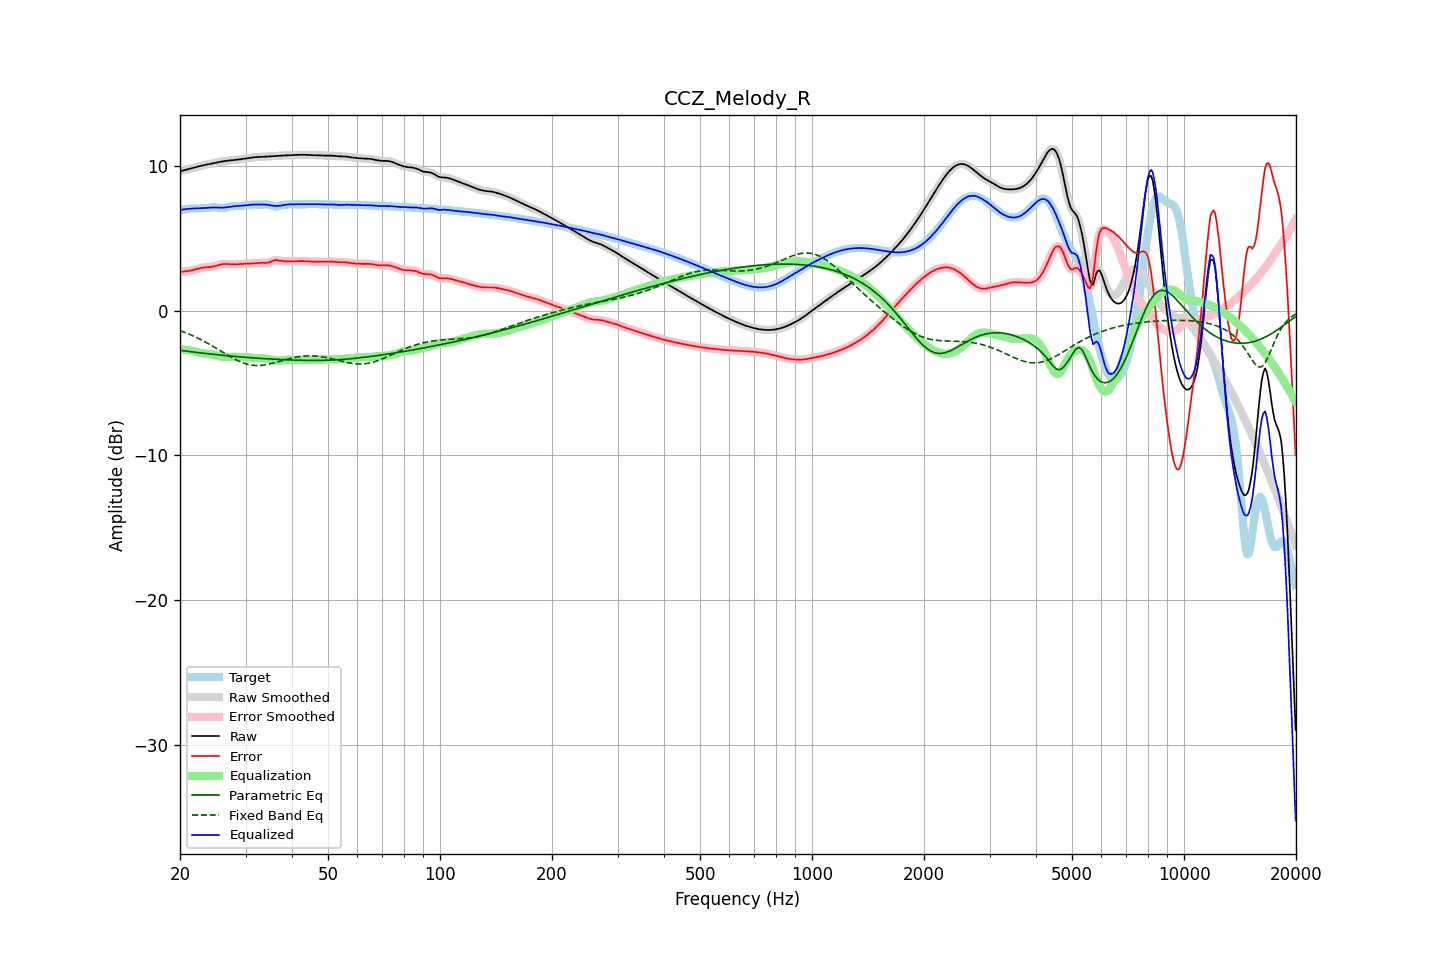 CCZ_Melody_R
10
0
−10
−20
−30
Amplitude (dBr)
Target
Raw Smoothed
Error Smoothed
Raw
Error
Equalization
Parametric Eq
Fixed Band Eq
Equalized
20 50 100 200 500 1000 2000 5000 10000 20000
Frequency (Hz)